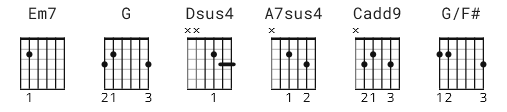 Em7 G Dsus4 A7sus4 Cadd9 G/F#
×× × ×
1 21 3 1 1 2 21 3 12 3